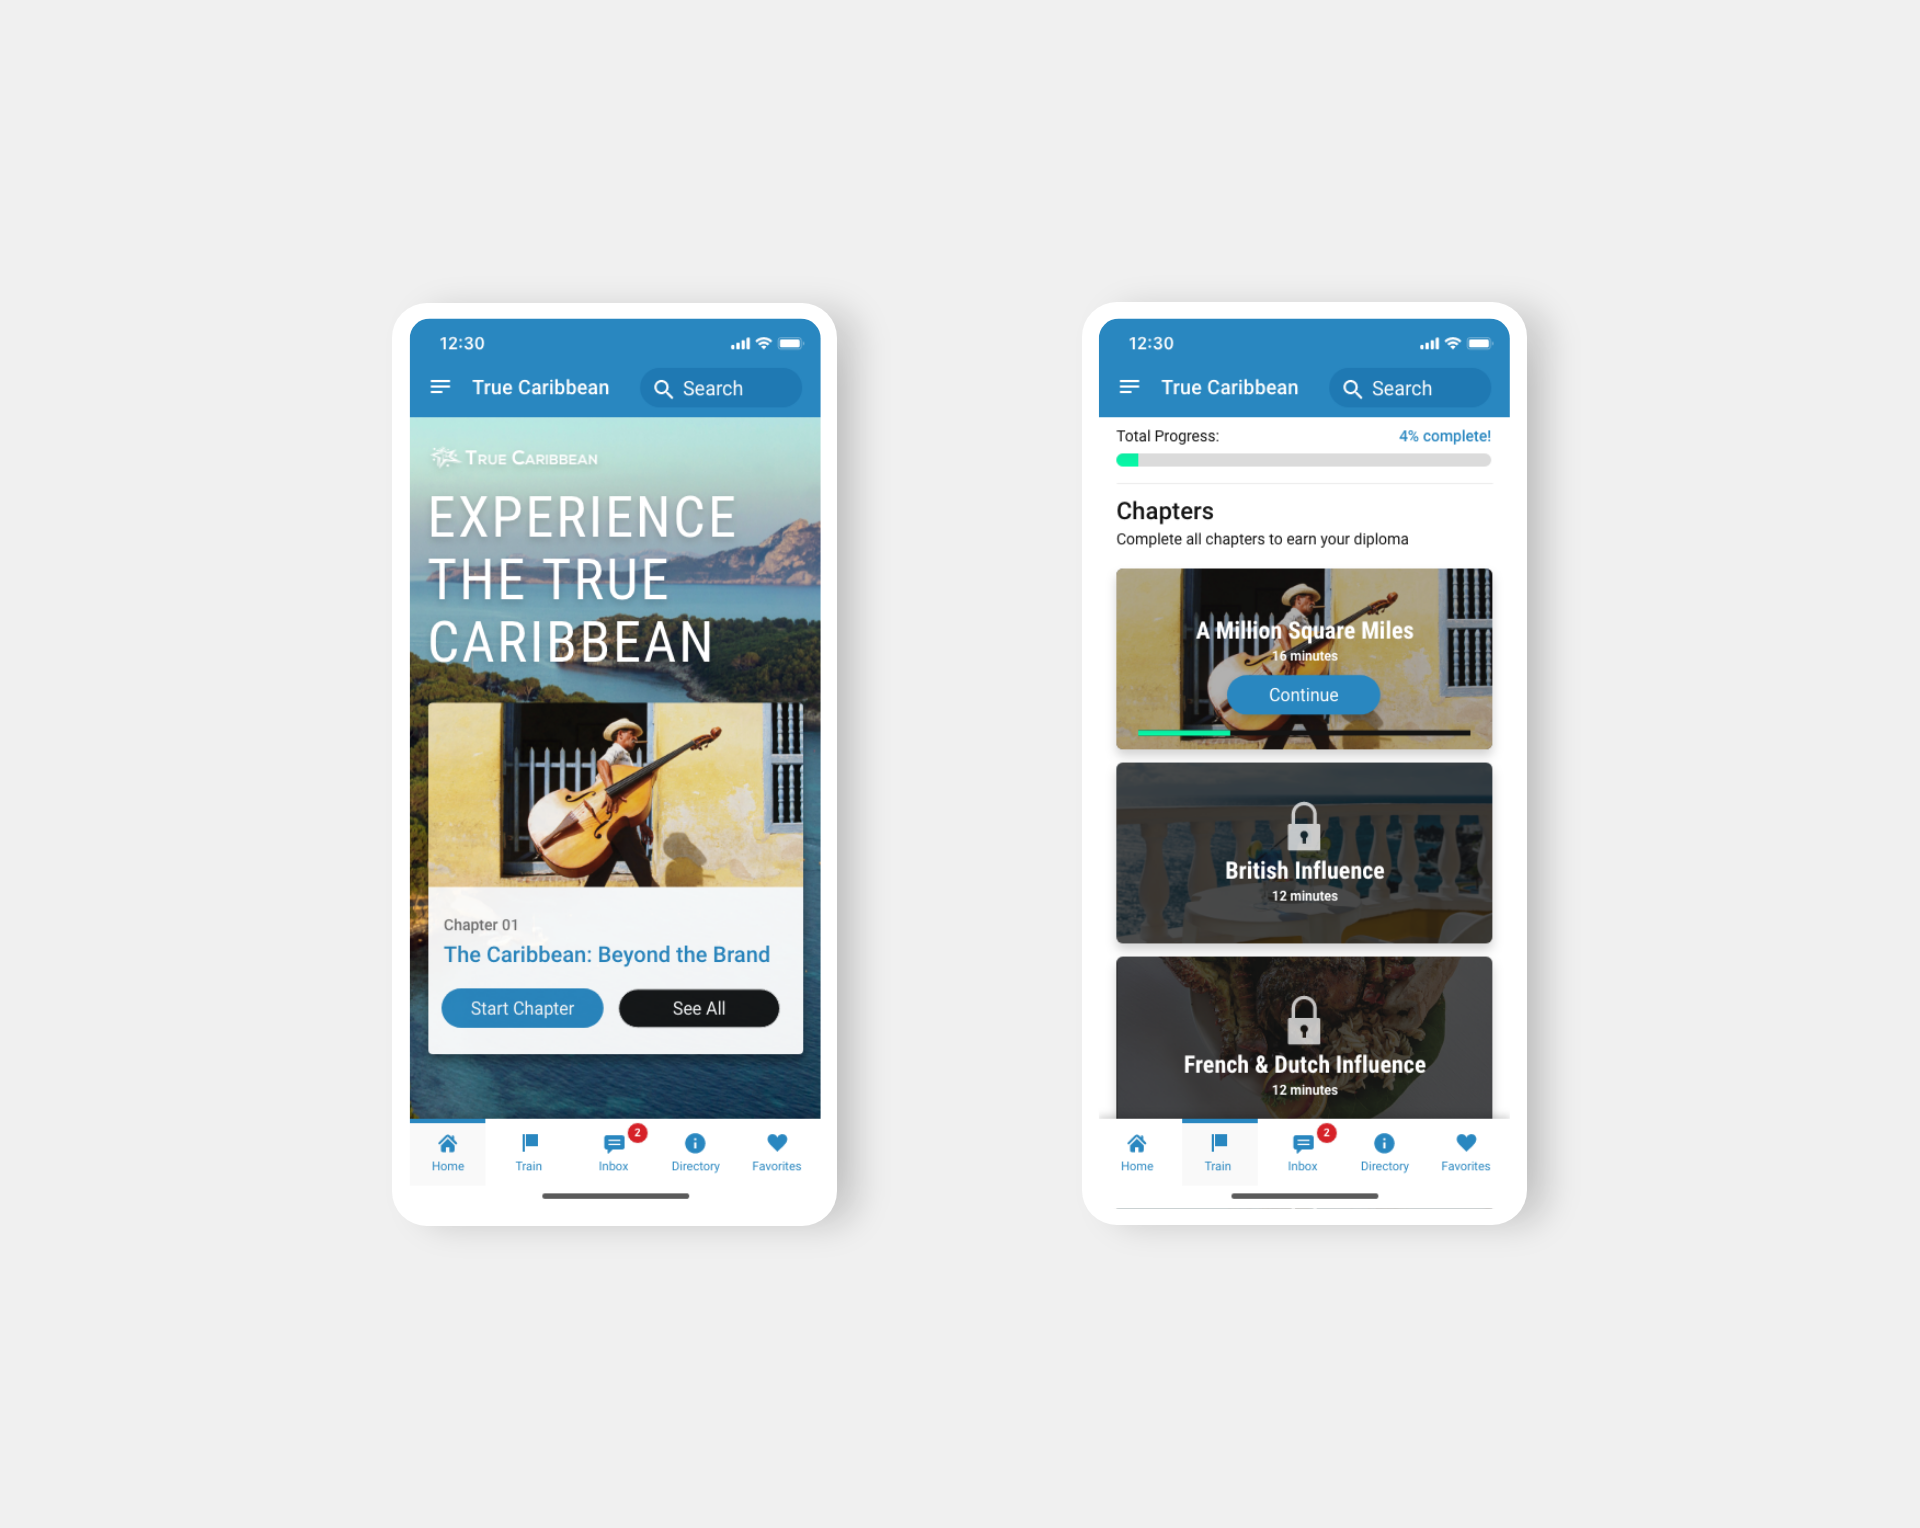 12:30
True Caribbean
Search
TRUE CARIBBEAN
EXPERIENCE
THE TRUE
CARIBBEAN
Chapter 01
The Caribbean: Beyond the Brand
Start Chapter
See All
Home
Train
Inbox
2
Directory
Favorites
12:30
True Caribbean
Search
Total Progress:
4% complete!
Chapters
Complete all chapters to earn your diploma
A Million Square Miles
16 minutes
Continue
British Influence
12 minutes
French & Dutch Influence
12 minutes
Home
Train
Inbox
2
Directory
Favorites